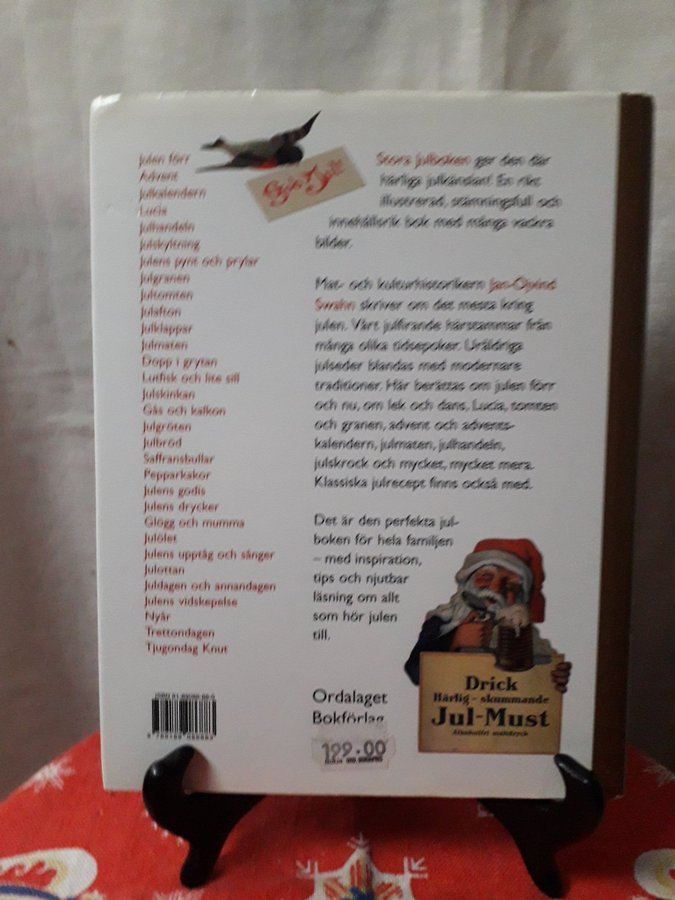 Julen förr
Advent
Julkalendern
Lucia
Julhandeln
Julskyltning
Julens pynt och prylar
Julgranen
Jultomten
Julafton
Julklappar
Julmaten
Dopp i grytan
Lutfisk och lite sill
Julskinkan
Gås och kalkon
Julgröten
Julbröd
Saffransbullar
Pepparkakor
Julens godis
Julens drycker
Glögg och mumma
Julölet
Julens upptåg och sånger
Julottan
Juldagen och annandagen
Julens vidskepelse
Nyår
Trettondagen
Tjugondag Knut
God Jul!
Stora Julboken ger den där
härliga julkänslan! En rikt
illustrerad, stämningsfull och
innehållsrik bok med många vackra
bilder.
Mat- och kulturhistorikern Jan-Öjvind
Swahn skriver om det mesta kring
julen. Vårt julfirande härstammar från
många olika tidsepoker. Uråldriga
julseder blandas med modernare
traditioner. Här berättas om julen förr
och nu, om lek och dans, Lucia, tomten
och granen, advent och advents-
kalendern, julmaten, julhandeln,
julskrock och mycket, mycket mera.
Klassiska julrecept finns också med.
Det är den perfekta jul-
boken för hela familjen
– med inspiration,
tips och njutbar
läsning om allt
som hör julen
till.
Ordalaget
Bokförlag
199.00
Drick
Härlig - skummande
Jul-Must
Alkoholfri maltdryck